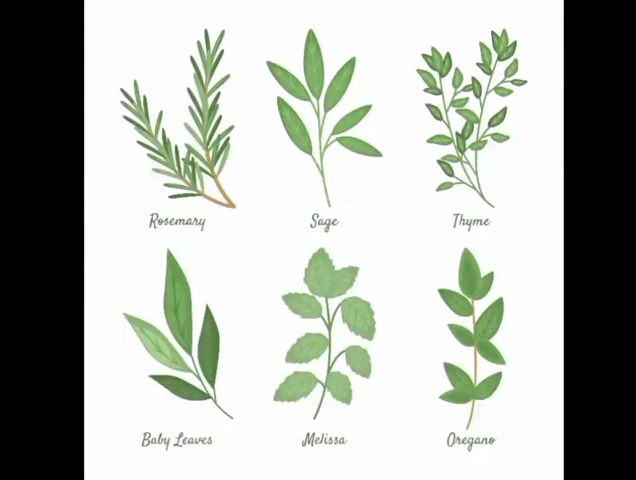 Rosemary
Sage
Thyme
Baby Leaves
Melissa
Oregano